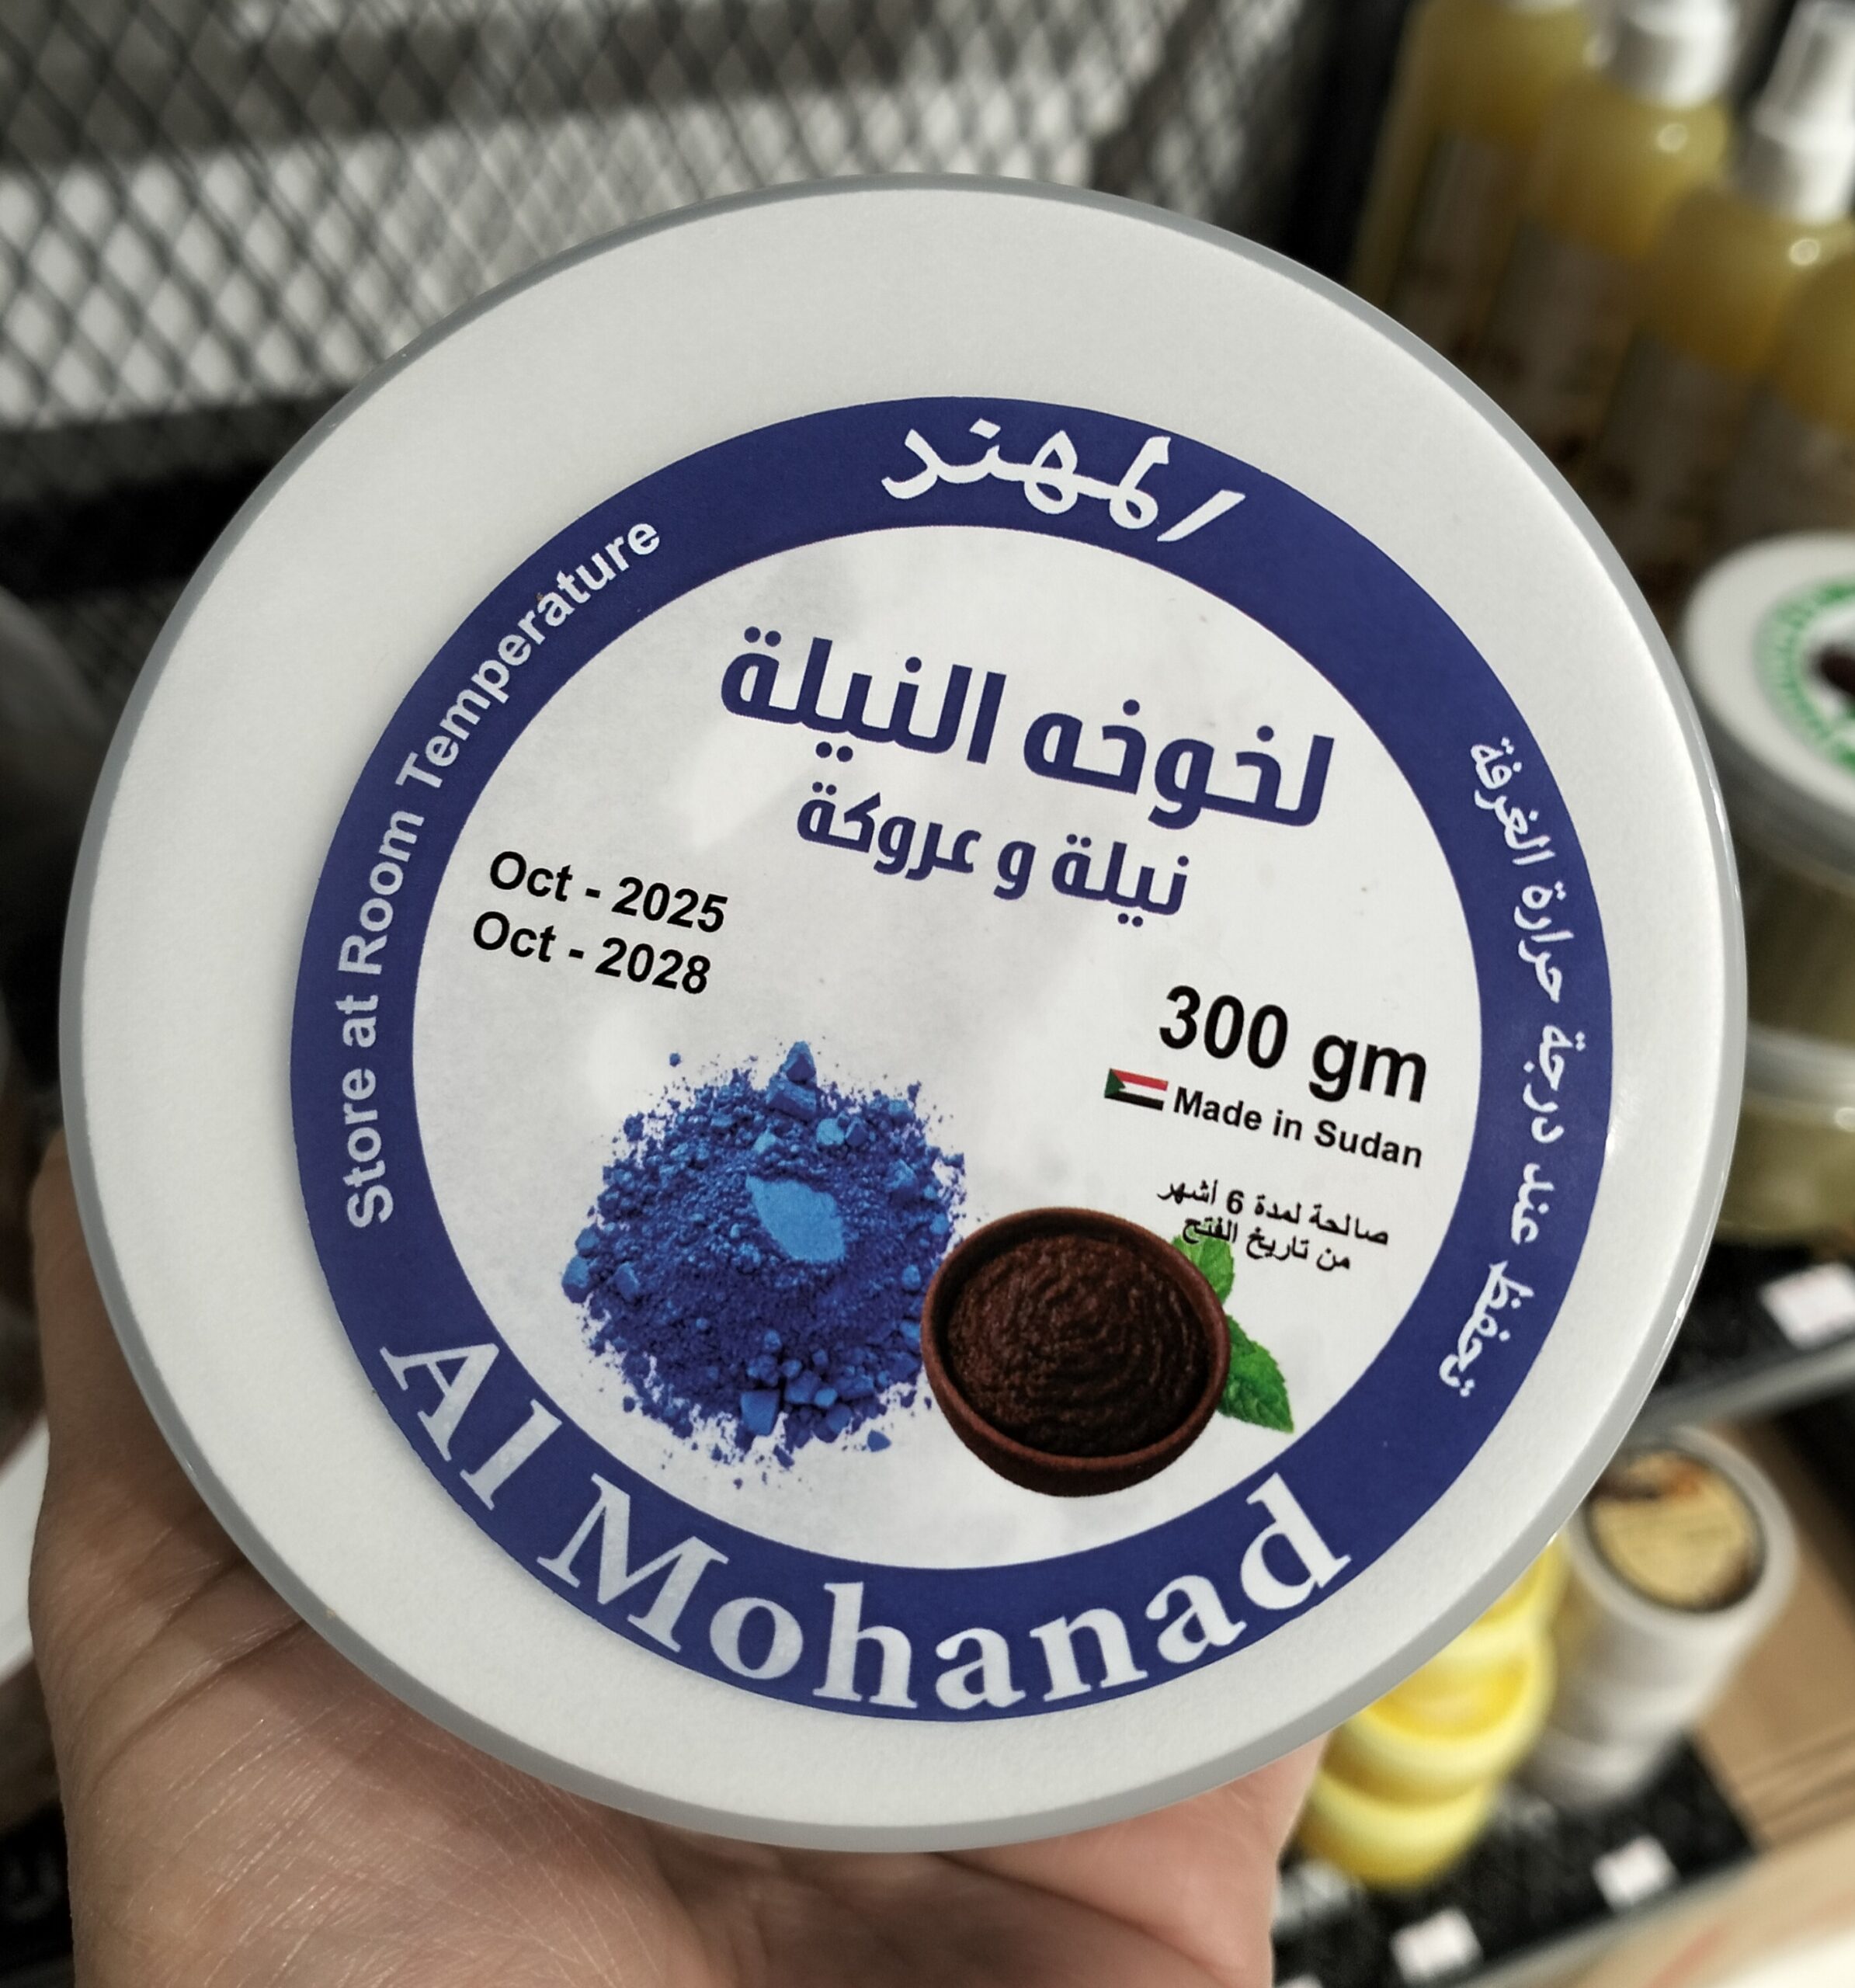 المهند
Store at Room Temperature
لخوخه النيلة
نيلة و عروكة
Oct - 2025
Oct - 2028
300 gm
Made in Sudan
صالحة لمدة 6 أشهر
من تاريخ الفتح
تحفظ عند درجة حرارة الغرفة
Al Mohanad